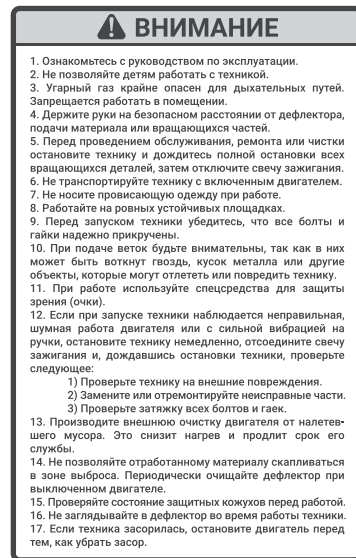 ВНИМАНИЕ
1. Ознакомьтесь с руководством по эксплуатации.
2. Не позволяйте детям работать с техникой.
3. Угарный газ крайне опасен для дыхательных путей.
Запрещается работать в помещении.
4. Держите руки на безопасном расстоянии от дефлектора,
подачи материала или вращающихся частей.
5. Перед проведением обслуживания, ремонта или чистки
остановите технику и дождитесь полной остановки всех
вращающихся деталей, затем отключите свечу зажигания.
6. Не транспортируйте технику с включенным двигателем.
7. Не носите провисающую одежду при работе.
8. Работайте на ровных устойчивых площадках.
9. Перед запуском техники убедитесь, что все болты и
гайки надежно прикручены.
10. При подаче веток будьте внимательны, так как в них
может быть воткнут гвоздь, кусок металла или другие
объекты, которые могут отлететь или повредить технику.
11. При работе используйте спецсредства для защиты
зрения (очки).
12. Если при запуске техники наблюдается неправильная,
шумная работа двигателя или с сильной вибрацией на
ручки, остановите технику немедленно, отсоедините свечу
зажигания и, дождавшись остановки техники, проверьте
следующее:
1) Проверьте технику на внешние повреждения.
2) Замените или отремонтируйте неисправные части.
3) Проверьте затяжку всех болтов и гаек.
13. Производите внешнюю очистку двигателя от налетев-
шего мусора. Это снизит нагрев и продлит срок его
службы.
14. Не позволяйте отработанному материалу скапливаться
в зоне выброса. Периодически очищайте дефлектор при
выключенном двигателе.
15. Проверяйте состояние защитных кожухов перед работой.
16. Не заглядывайте в дефлектор во время работы техники.
17. Если техника засорилась, остановите двигатель перед
тем, как убрать засор.